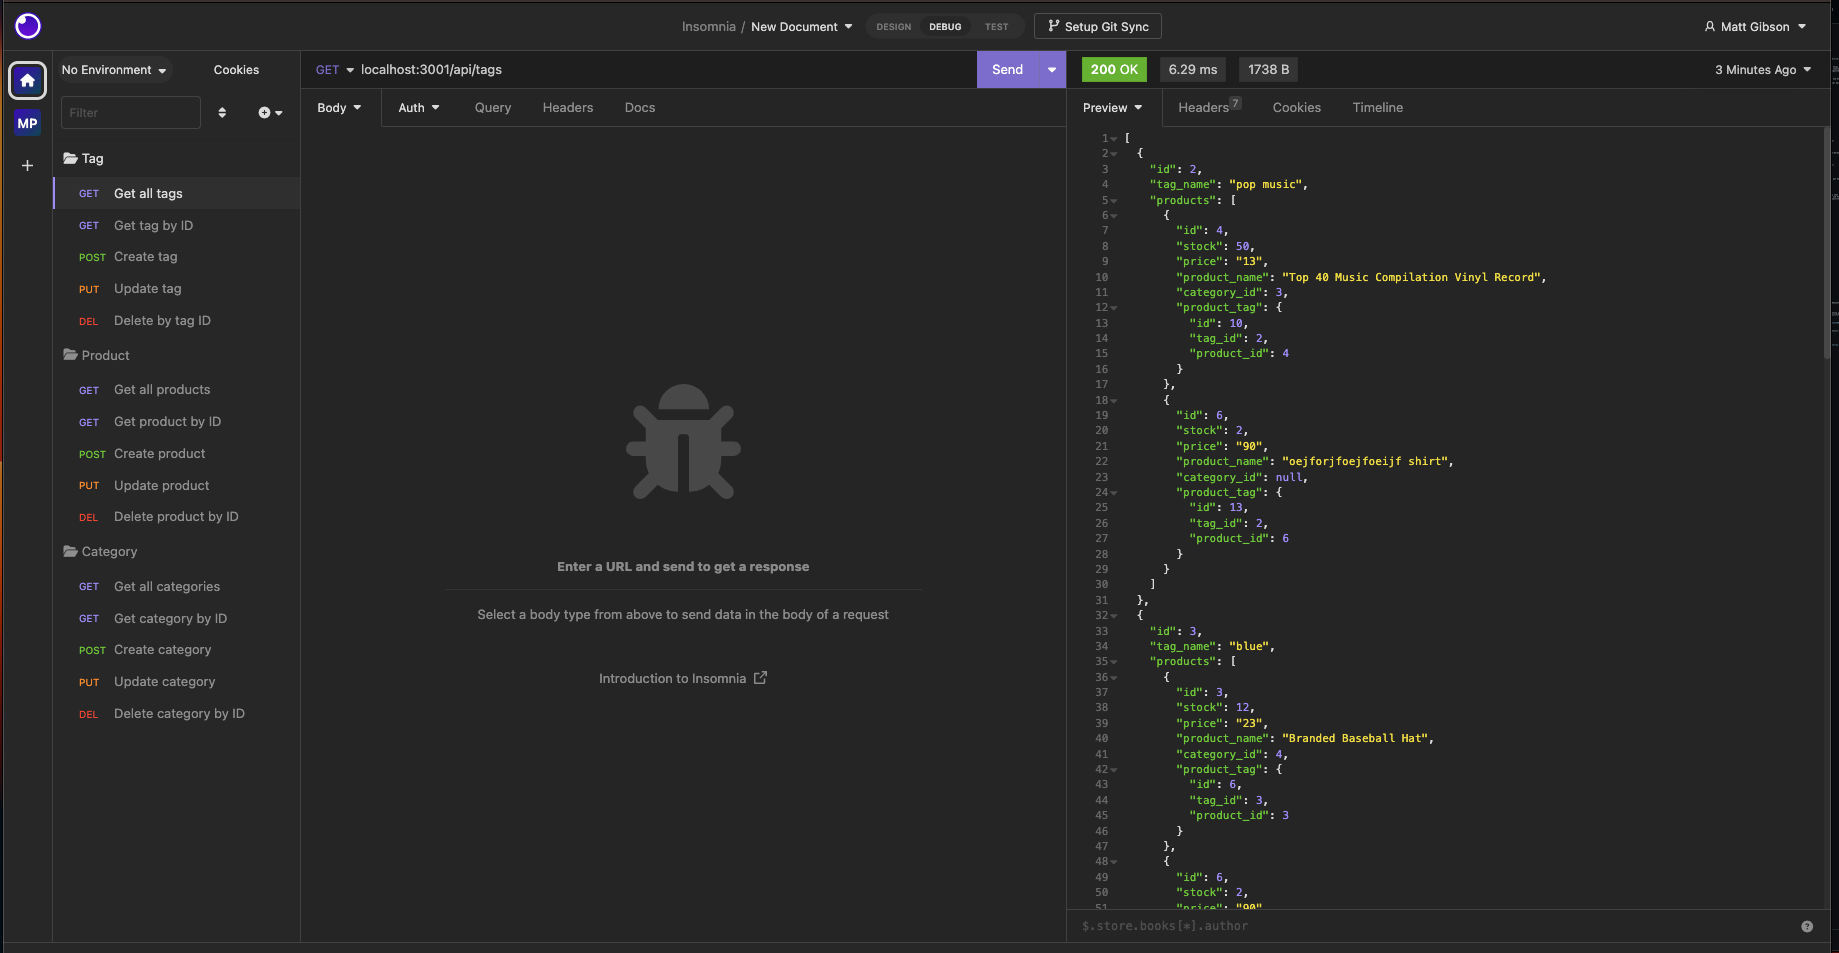 Insomnia / New Document
DESIGN DEBUG TEST
Setup Git Sync
Matt Gibson
MP
No Environment
Cookies
Filter
Tag
GET Get all tags
GET Get tag by ID
POST Create tag
PUT Update tag
DEL Delete by tag ID
Product
GET Get all products
GET Get product by ID
POST Create product
PUT Update product
DEL Delete product by ID
Category
GET Get all categories
GET Get category by ID
POST Create category
PUT Update category
DEL Delete category by ID
GET localhost:3001/api/tags
Send
Body Auth Query Headers Docs
Enter a URL and send to get a response
Select a body type from above to send data in the body of a request
Introduction to Insomnia
200 OK 6.29 ms 1738 B
3 Minutes Ago
Preview Headers 7 Cookies Timeline
1 [
2 {
3 "id": 2,
4 "tag_name": "pop music",
5 "products": [
6 {
7 "id": 4,
8 "stock": 50,
9 "price": "13",
10 "product_name": "Top 40 Music Compilation Vinyl Record",
11 "category_id": 3,
12 "product_tag": {
13 "id": 10,
14 "tag_id": 2,
15 "product_id": 4
16 }
17 },
18 {
19 "id": 6,
20 "stock": 2,
21 "price": "90",
22 "product_name": "oejforjfoejfoeijf shirt",
23 "category_id": null,
24 "product_tag": {
25 "id": 13,
26 "tag_id": 2,
27 "product_id": 6
28 }
29 }
30 ]
31 },
32 {
33 "id": 3,
34 "tag_name": "blue",
35 "products": [
36 {
37 "id": 3,
38 "stock": 12,
39 "price": "23",
40 "product_name": "Branded Baseball Hat",
41 "category_id": 4,
42 "product_tag": {
43 "id": 6,
44 "tag_id": 3,
45 "product_id": 3
46 }
47 },
48 {
49 "id": 6,
50 "stock": 2,
51 "price": "90"
$.store.books[*].author